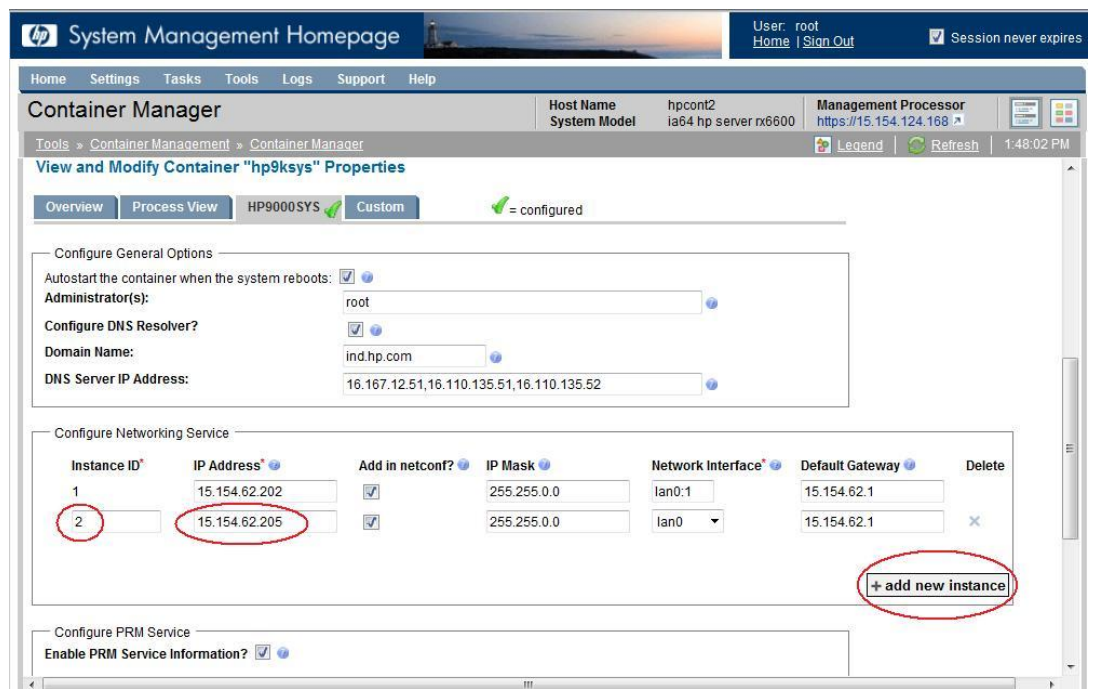 hp System Management Homepage
User: root
Home | Sign Out
Session never expires
Home Settings Tasks Tools Logs Support Help
Container Manager
Host Name hpcont2
System Model ia64 hp server rx6600
Management Processor
https://15.154.124.168
Tools » Container Management » Container Manager
Legend | Refresh | 1:48:02 PM
View and Modify Container "hp9ksys" Properties
Overview Process View HP9000SYS Custom = configured
Configure General Options
Autostart the container when the system reboots: ?
Administrator(s): root ?
Configure DNS Resolver? ?
Domain Name: ind.hp.com ?
DNS Server IP Address: 16.167.12.51,16.110.135.51,16.110.135.52 ?
Configure Networking Service
Instance ID* IP Address* ? Add in netconf? ? IP Mask ? Network Interface* ? Default Gateway ? Delete
1 15.154.62.202 255.255.0.0 lan0:1 15.154.62.1
2 15.154.62.205 255.255.0.0 lan0 15.154.62.1 ×
+ add new instance
Configure PRM Service
Enable PRM Service Information? ?